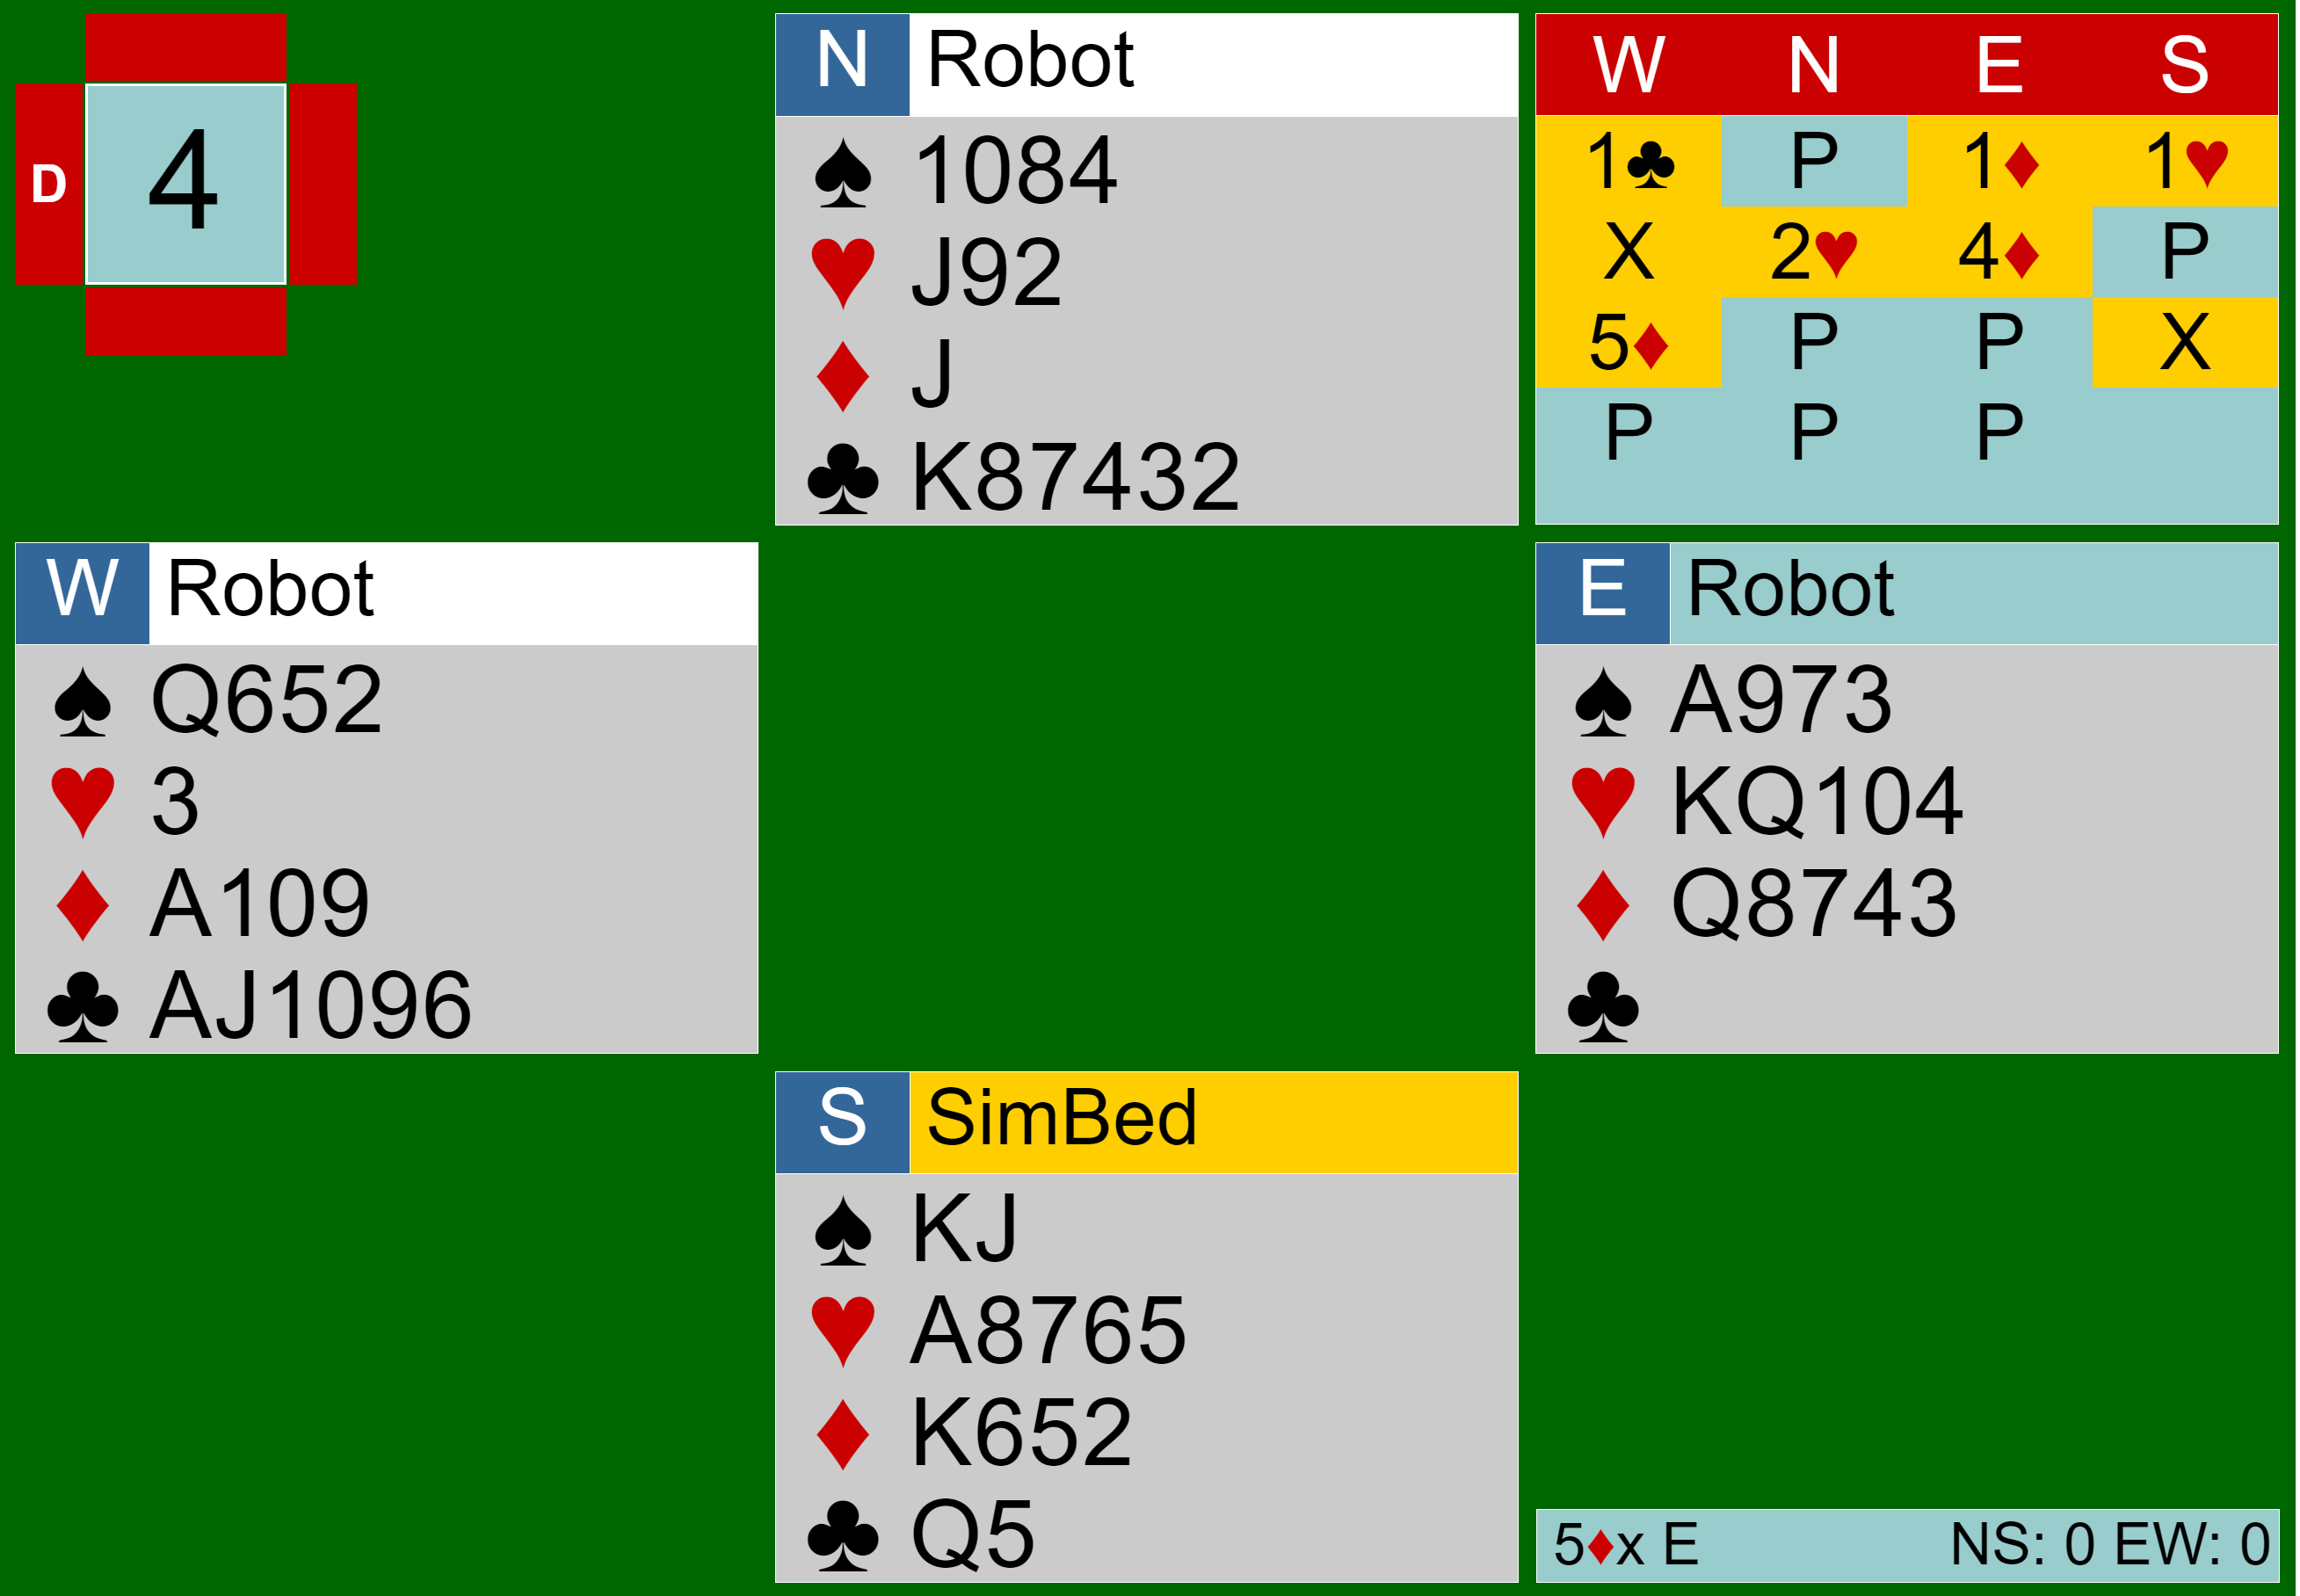 D 4
N Robot
♠ 1084
♥ J92
♦ J
♣ K87432
W N E S
1♣ P 1♦ 1♥
X 2♥ 4♦ P
5♦ P P X
P P P
W Robot
♠ Q652
♥ 3
♦ A109
♣ AJ1096
E Robot
♠ A973
♥ KQ104
♦ Q8743
♣
S SimBed
♠ KJ
♥ A8765
♦ K652
♣ Q5
5♦x E NS: 0 EW: 0